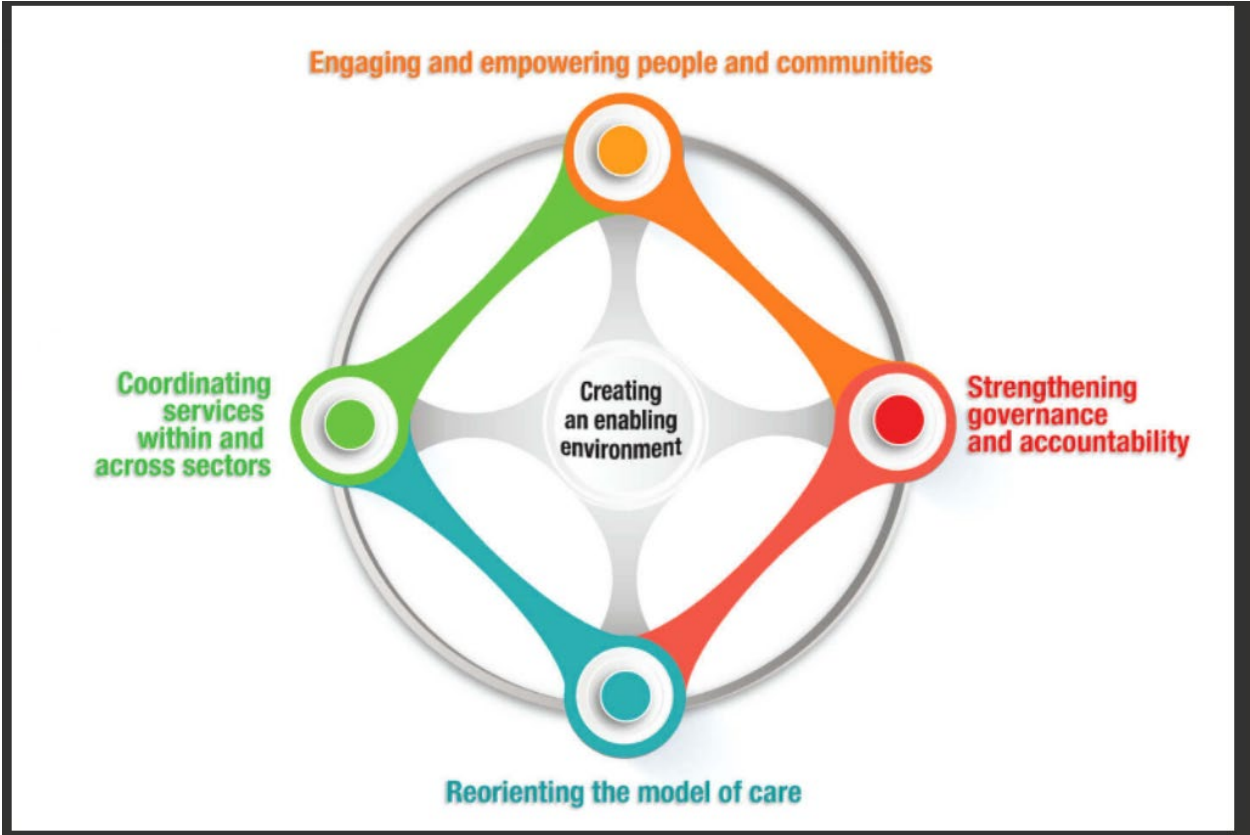 Engaging and empowering people and communities
Coordinating
services
within and
across sectors
Creating
an enabling
environment
Strengthening
governance
and accountability
Reorienting the model of care